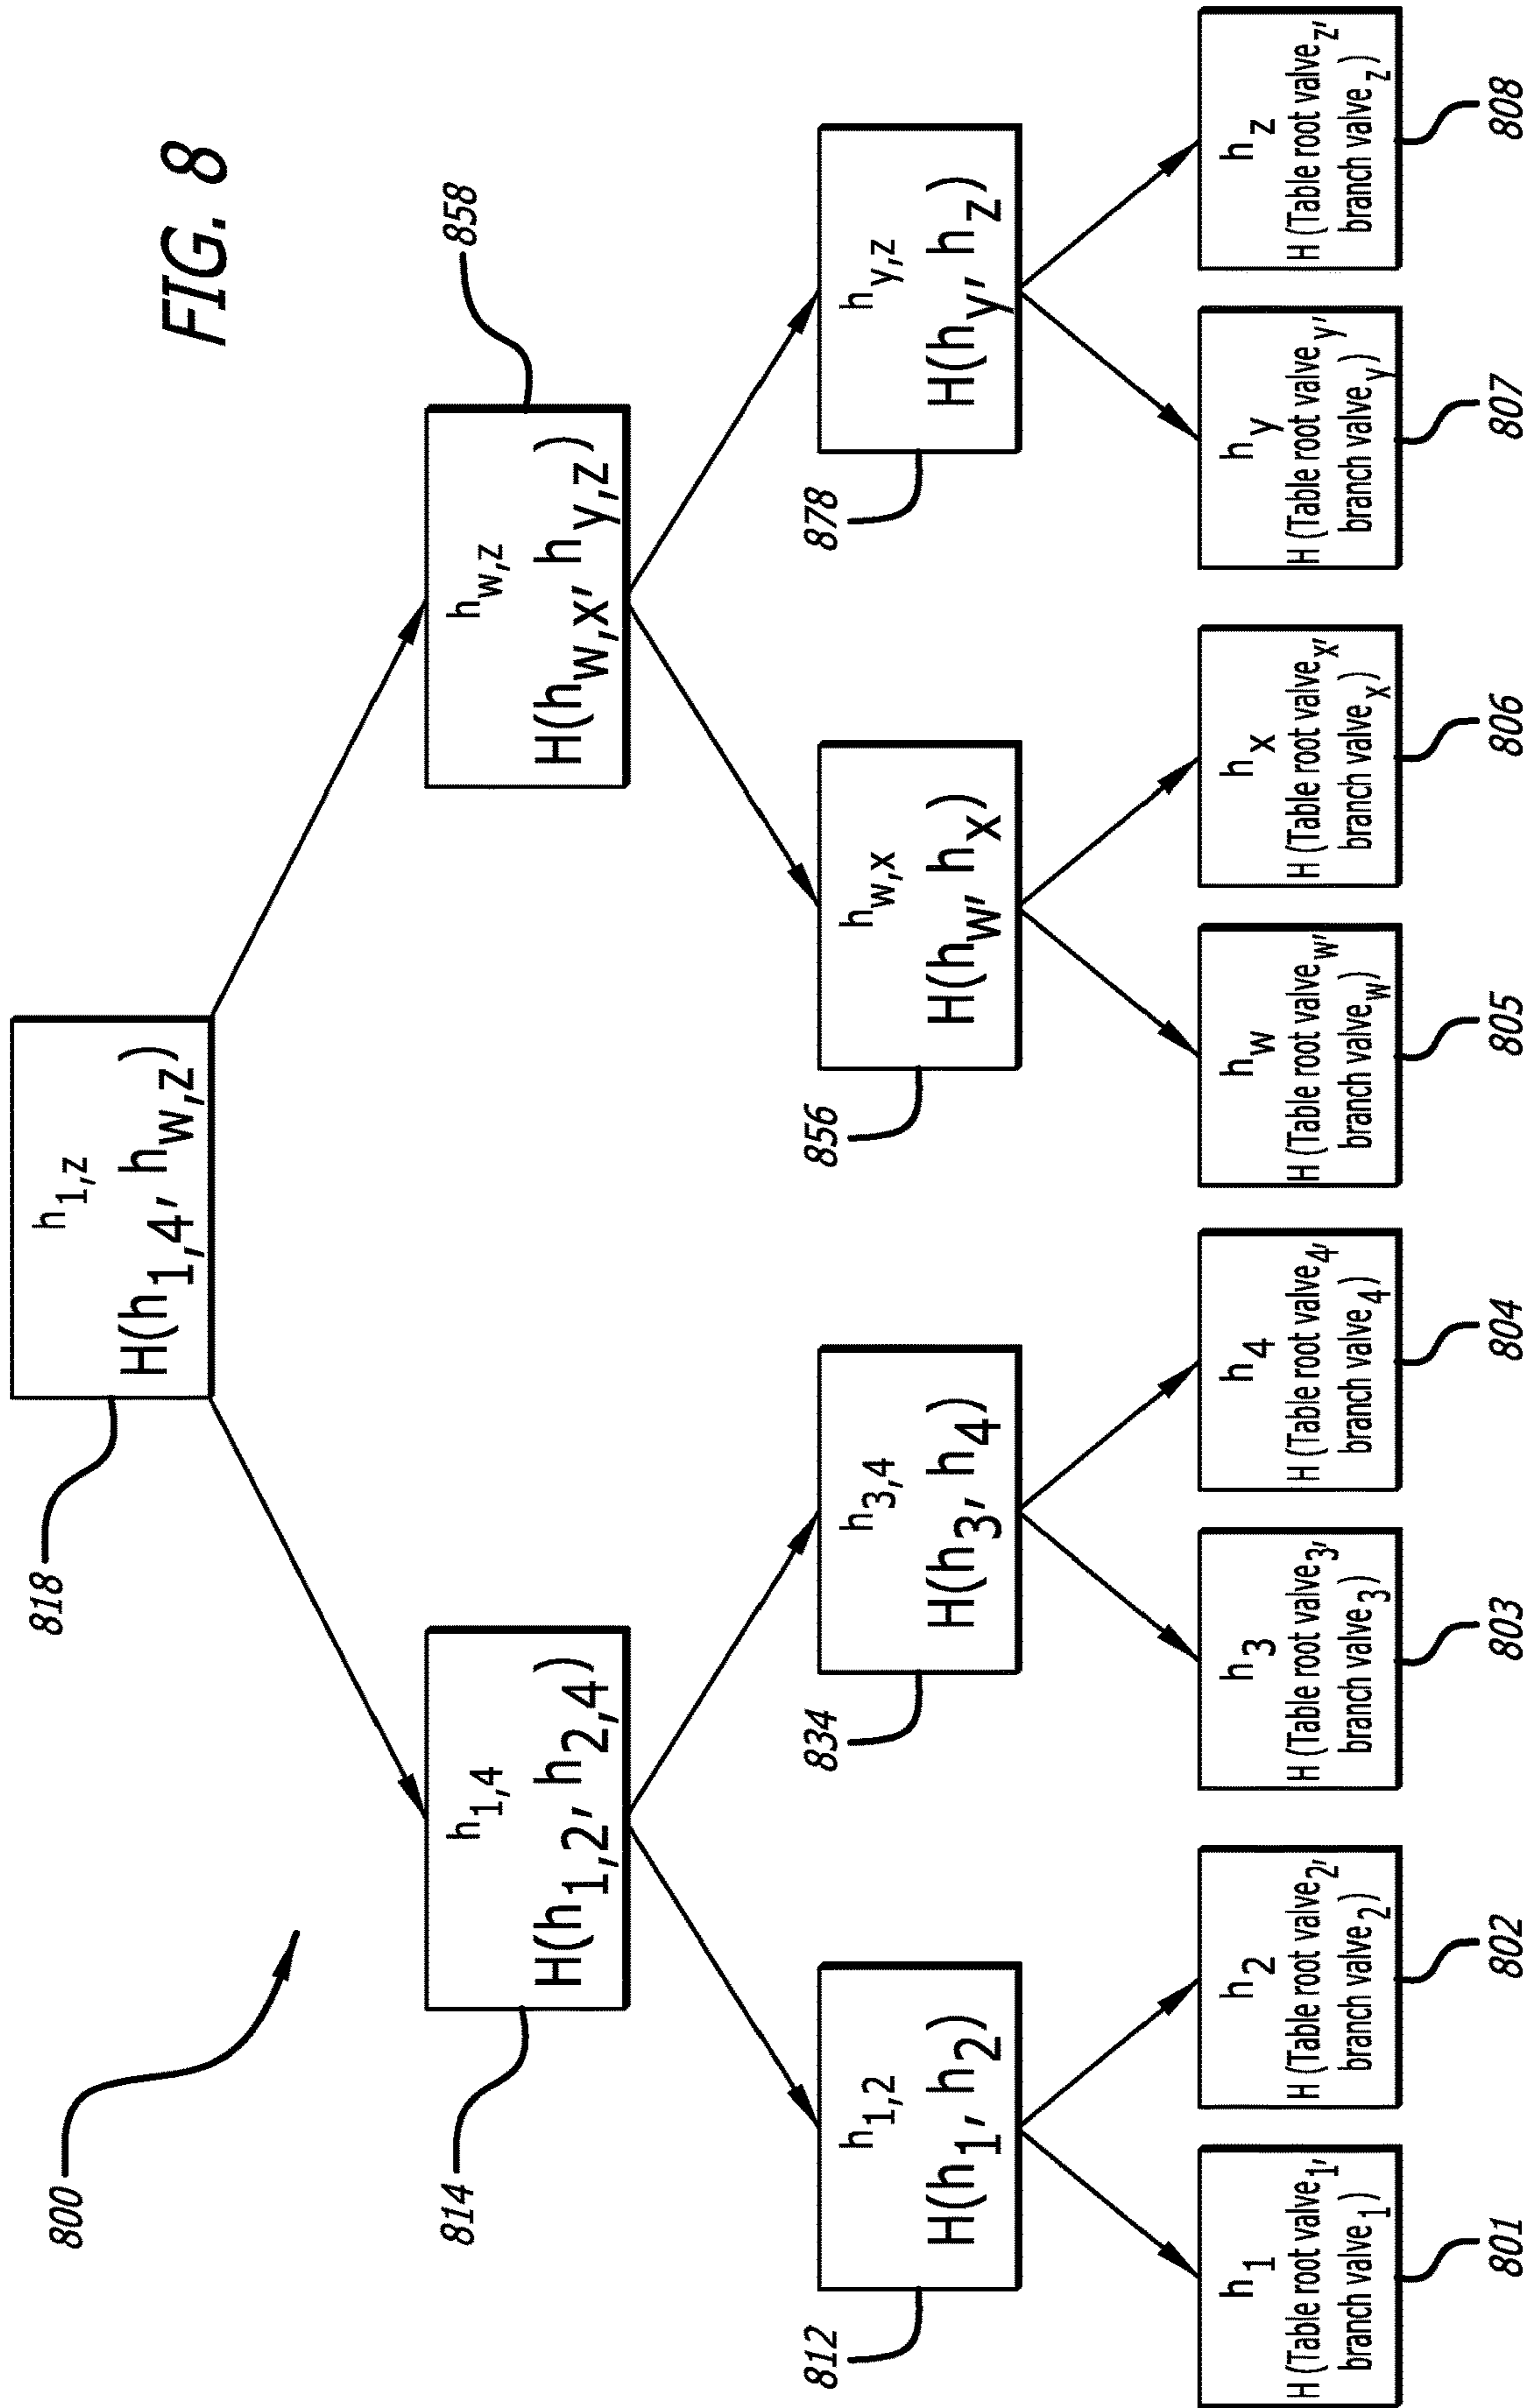 FIG. 8
800
818
h1,z
H(h1,4, hw,z)
814
h1,4
H(h1,2, h2,4)
858
hw,z
H(hw,x, hy,z)
812
h1,2
H(h1, h2)
834
h3,4
H(h3, h4)
856
hw,x
H(hw, hx)
878
hy,z
H(hy, hz)
h1
H (Table root valve1,
branch valve1)
801
h2
H (Table root valve2,
branch valve2)
802
h3
H (Table root valve3,
branch valve3)
803
h4
H (Table root valve4,
branch valve4)
804
hw
H (Table root valvew,
branch valvew)
805
hx
H (Table root valvex,
branch valvex)
806
hy
H (Table root valve y,
branch valve y)
807
hz
H (Table root valvez,
branch valvez)
808